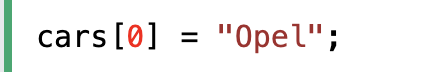 cars[0] = "Opel";